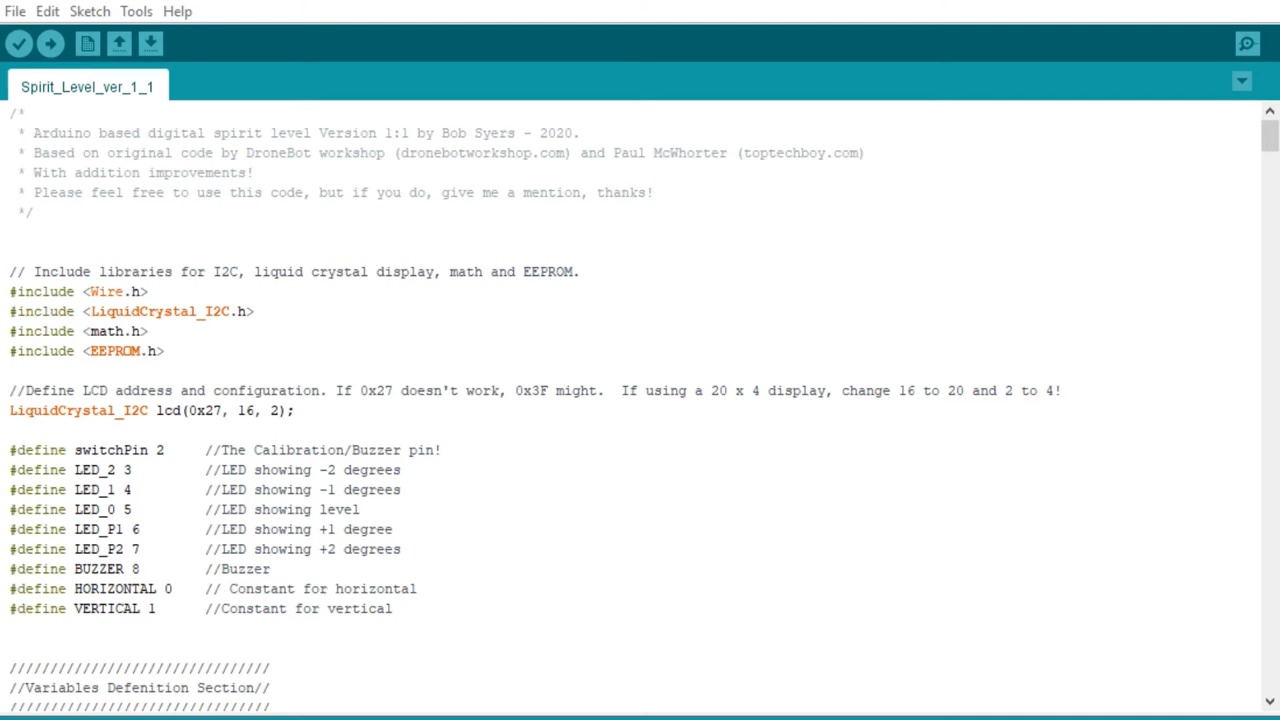 File Edit Sketch Tools Help
Spirit_Level_ver_1_1
/*
* Arduino based digital spirit level Version 1:1 by Bob Syers - 2020.
* Based on original code by DroneBot workshop (dronebotworkshop.com) and Paul McWhorter (toptechboy.com)
* With addition improvements!
* Please feel free to use this code, but if you do, give me a mention, thanks!
*/
// Include libraries for I2C, liquid crystal display, math and EEPROM.
#include <Wire.h>
#include <LiquidCrystal_I2C.h>
#include <math.h>
#include <EEPROM.h>
//Define LCD address and configuration. If 0x27 doesn't work, 0x3F might.  If using a 20 x 4 display, change 16 to 20 and 2 to 4!
LiquidCrystal_I2C lcd(0x27, 16, 2);
#define switchPin 2     //The Calibration/Buzzer pin!
#define LED_2 3         //LED showing -2 degrees
#define LED_1 4         //LED showing -1 degrees
#define LED_0 5         //LED showing level
#define LED_P1 6        //LED showing +1 degree
#define LED_P2 7        //LED showing +2 degrees
#define BUZZER 8        //Buzzer
#define HORIZONTAL 0    // Constant for horizontal
#define VERTICAL 1      //Constant for vertical
////////////////////////////////
//Variables Defenition Section//
////////////////////////////////